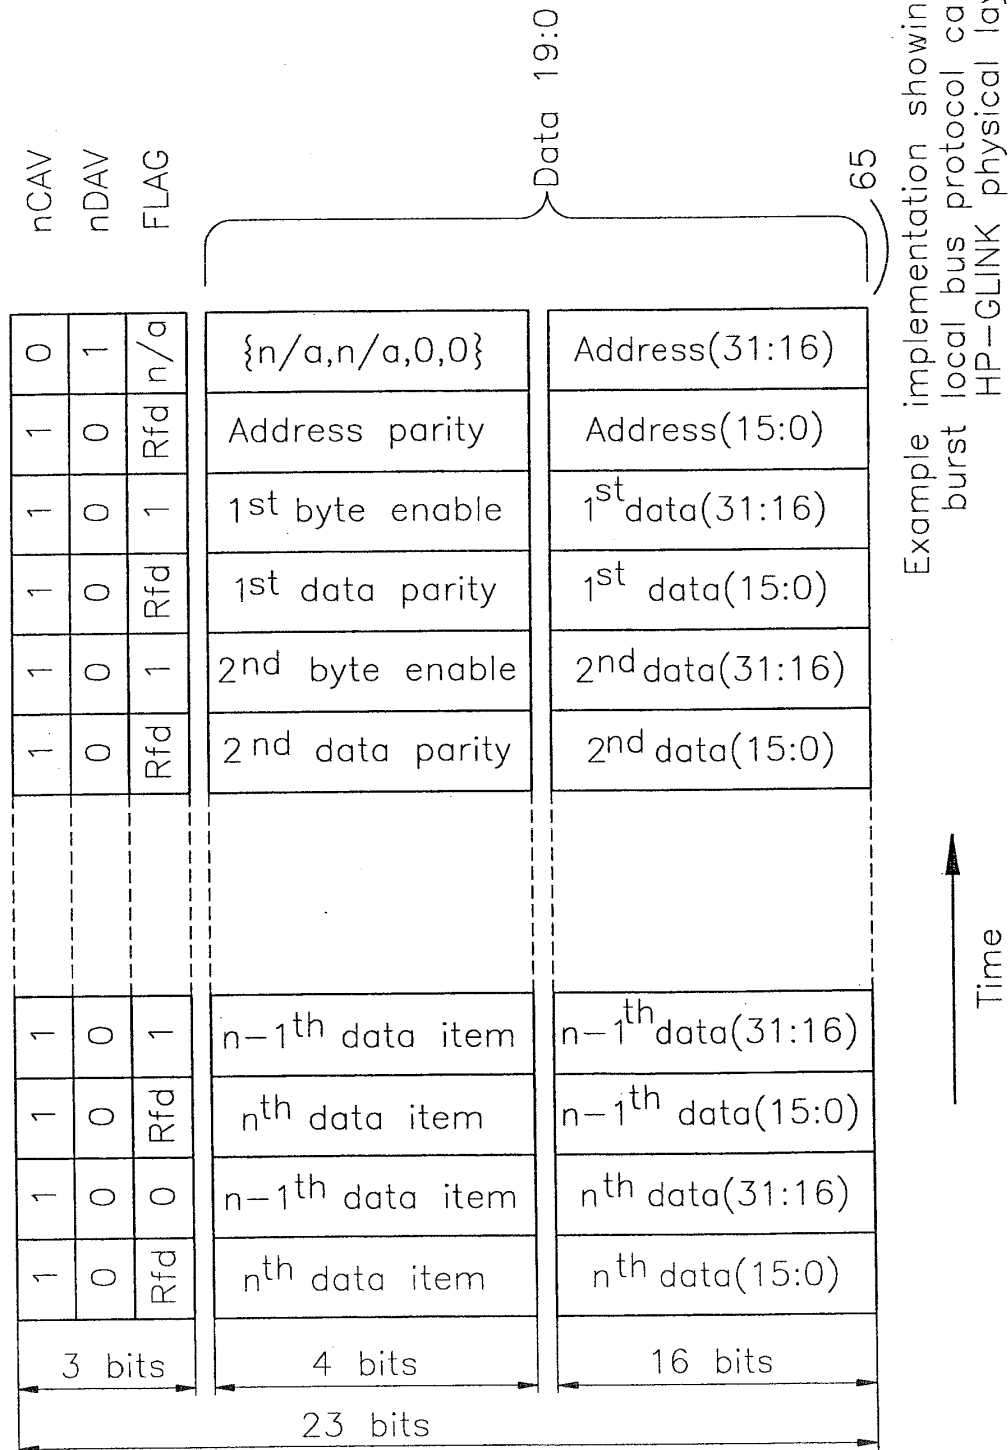 nCAV
nDAV
FLAG
Data 19:0
65
0 1 n/a {n/a,n/a,0,0} Address(31:16)
1 0 Rfd Address parity Address(15:0)
1 0 1 1st byte enable 1st data(31:16)
1 0 Rfd 1st data parity 1st data(15:0)
1 0 1 2nd byte enable 2nd data(31:16)
1 0 Rfd 2nd data parity 2nd data(15:0)
1 0 1 n-1th data item n-1th data(31:16)
1 0 Rfd nth data item n-1th data(15:0)
1 0 0 n-1th data item nth data(31:16)
1 0 Rfd nth data item nth data(15:0)
3 bits
4 bits
16 bits
23 bits
Time
Example implementation
burst local bus protocol
HP-GLINK physical